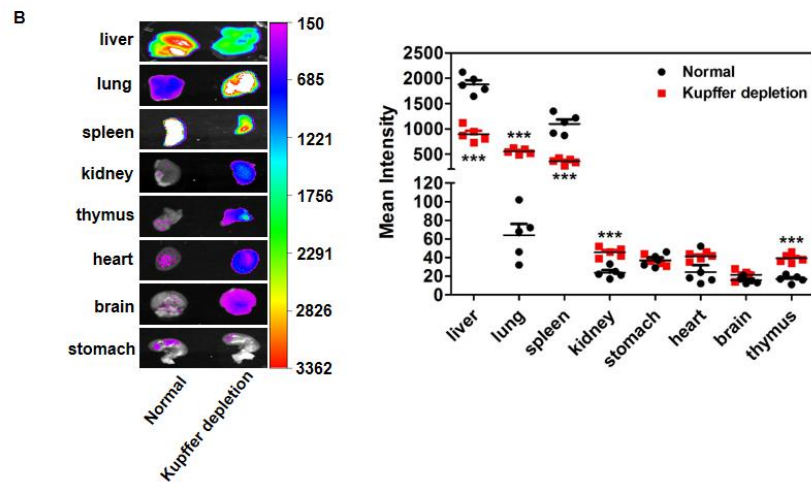 B
liver
lung
spleen
kidney
thymus
heart
brain
stomach
Normal
Kupffer depletion
150
685
1221
1756
2291
2826
3362
Mean Intensity
2500
2000
1500
1000
500
120
100
80
60
40
20
0
Normal
Kupffer depletion
***
***
***
***
***
liver
lung
spleen
kidney
stomach
heart
brain
thymus